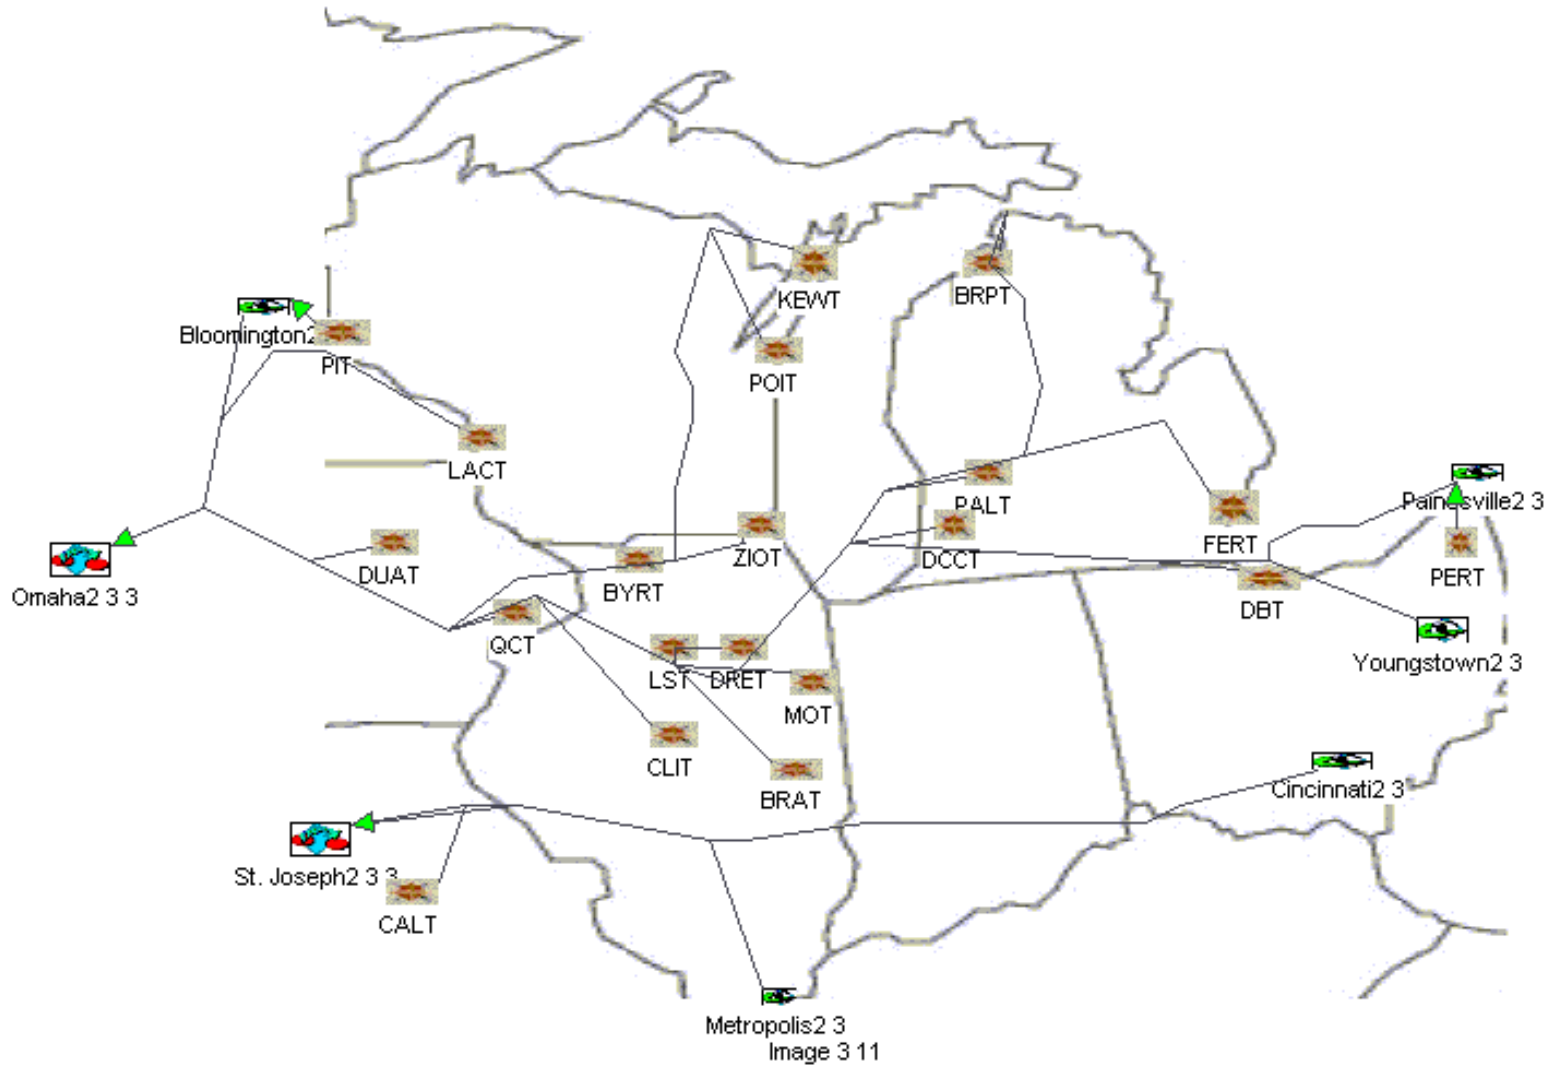 KEWT
BRPT
Bloomington2
PIT
POIT
LACT
PALT
Painesville2 3
ZIOT
DCCT
FERT
DUAT
BYRT
PERT
Omaha2 3 3
DBT
QCT
LST
DRET
Youngstown2 3
MOT
CLIT
BRAT
Cincinnati2 3
St. Joseph2 3 3
CALT
Metropolis2 3
Image 3 11